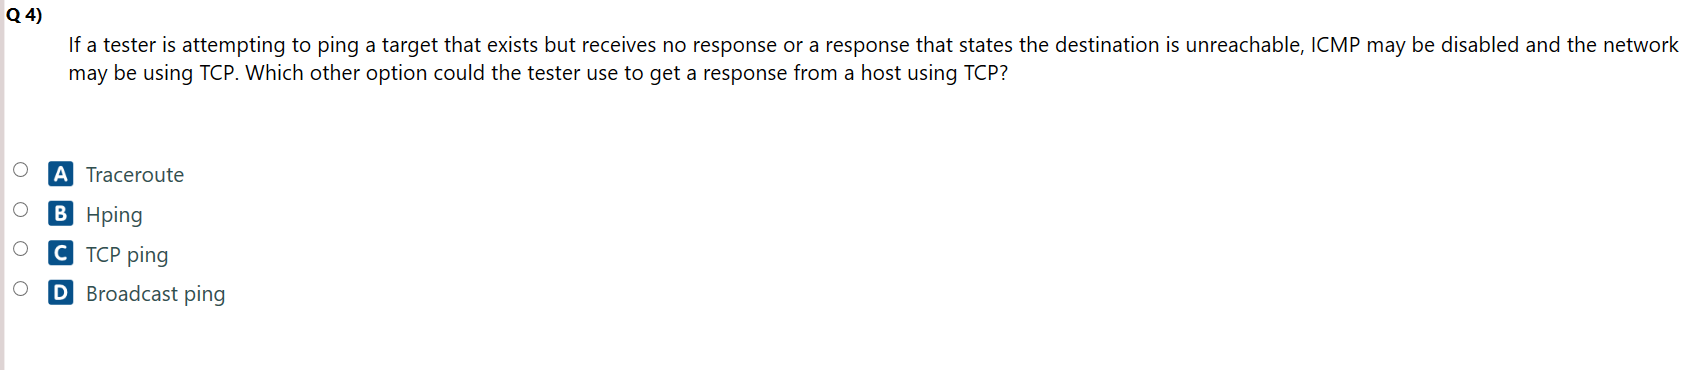 Q 4)
If a tester is attempting to ping a target that exists but receives no response or a response that states the destination is unreachable, ICMP may be disabled and the network
may be using TCP. Which other option could the tester use to get a response from a host using TCP?
A Traceroute
B Hping
C TCP ping
D Broadcast ping